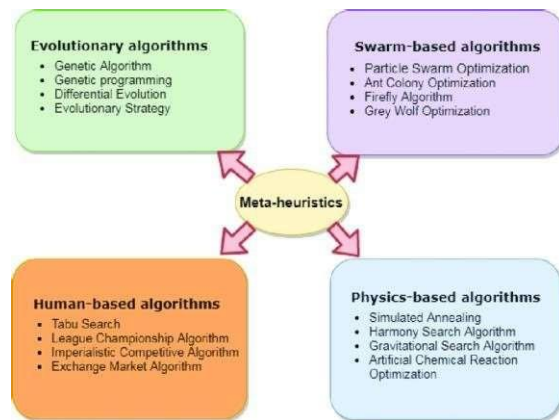 Evolutionary algorithms
• Genetic Algorithm
• Genetic programming
• Differential Evolution
• Evolutionary Strategy
Swarm-based algorithms
• Particle Swarm Optimization
• Ant Colony Optimization
• Firefly Algorithm
• Grey Wolf Optimization
Meta-heuristics
Human-based algorithms
• Tabu Search
• League Championship Algorithm
• Imperialistic Competitive Algorithm
• Exchange Market Algorithm
Physics-based algorithms
• Simulated Annealing
• Harmony Search Algorithm
• Gravitational Search Algorithm
• Artificial Chemical Reaction
Optimization